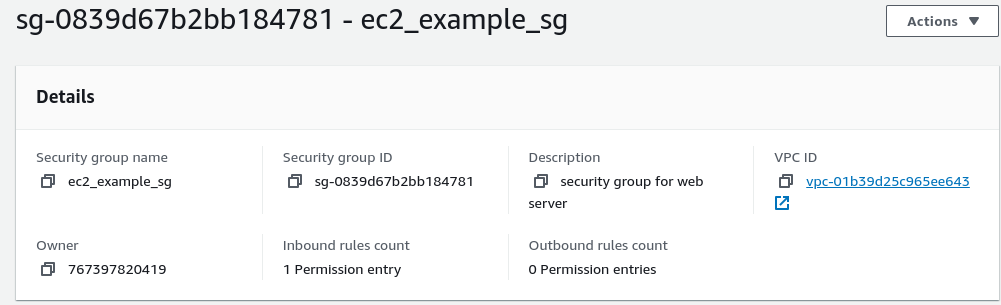 sg-0839d67b2bb184781 - ec2_example_sg
Actions
Details
Security group name
ec2_example_sg
Security group ID
sg-0839d67b2bb184781
Description
security group for web
server
VPC ID
vpc-01b39d25c965ee643
Owner
767397820419
Inbound rules count
1 Permission entry
Outbound rules count
0 Permission entries